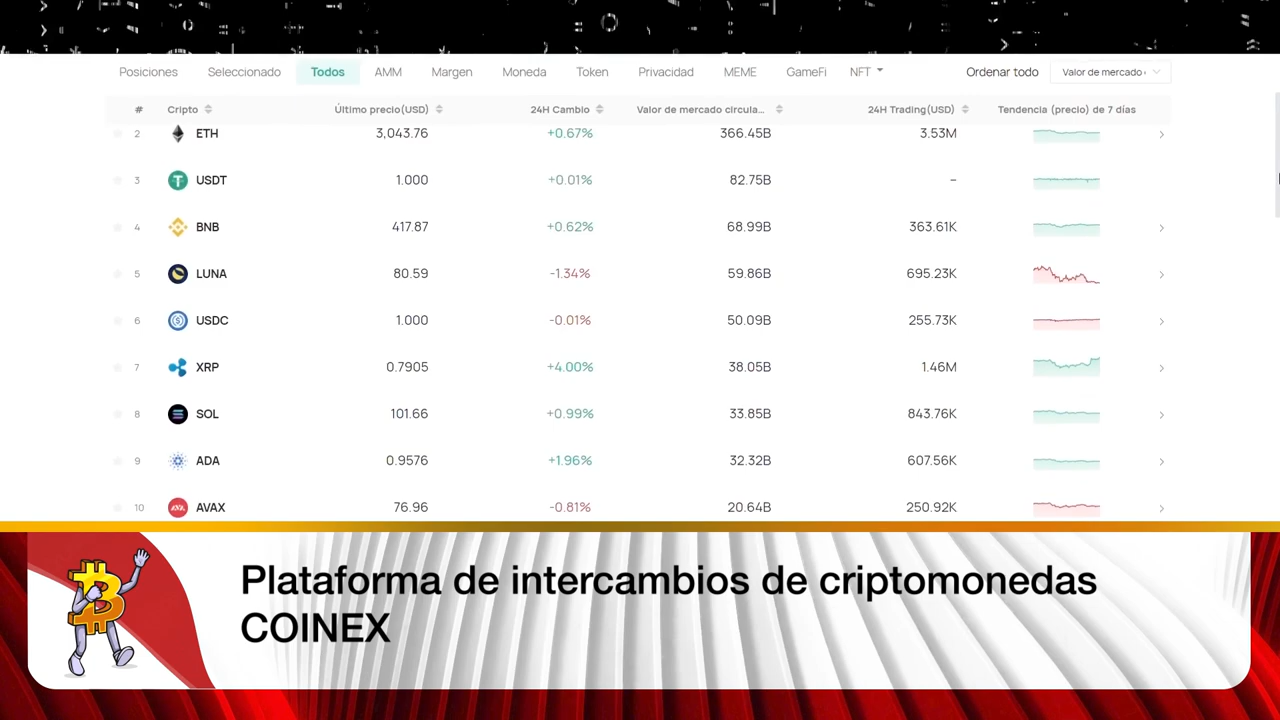 Posiciones Seleccionado Todos AMM Margen Moneda Token Privacidad MEME GameFi NFT Ordenar todo Valor de mercado
# Cripto Último precio(USD) 24H Cambio Valor de mercado circula... 24H Trading(USD) Tendencia (precio) de 7 días
2 ETH 3,043.76 +0.67% 366.45B 3.53M
3 USDT 1.000 +0.01% 82.75B –
4 BNB 417.87 +0.62% 68.99B 363.61K
5 LUNA 80.59 -1.34% 59.86B 695.23K
6 USDC 1.000 -0.01% 50.09B 255.73K
7 XRP 0.7905 +4.00% 38.05B 1.46M
8 SOL 101.66 +0.99% 33.85B 843.76K
9 ADA 0.9576 +1.96% 32.32B 607.56K
10 AVAX 76.96 -0.81% 20.64B 250.92K
Plataforma de intercambios de criptomonedas
COINEX